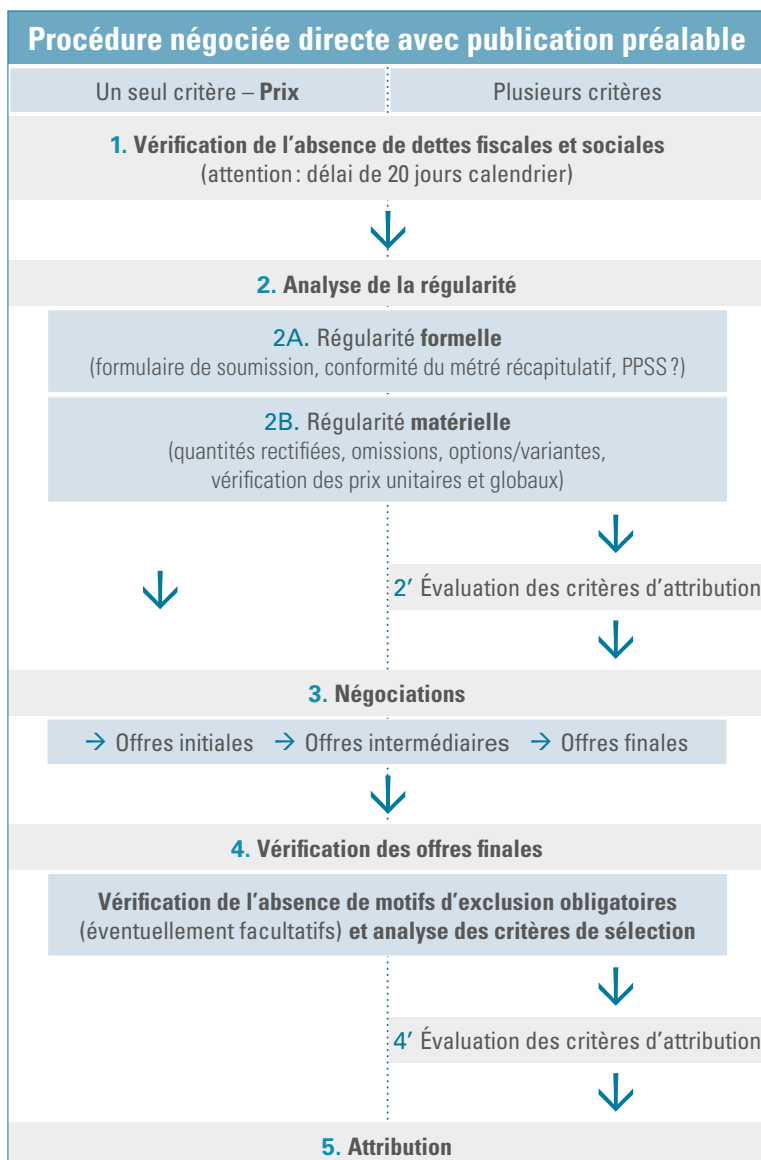 Procédure négociée directe avec publication préalable
Un seul critère – Prix
Plusieurs critères
1. Vérification de l'absence de dettes fiscales et sociales
(attention : délai de 20 jours calendrier)
2. Analyse de la régularité
2A. Régularité formelle
(formulaire de soumission, conformité du métré récapitulatif, PPSS ?)
2B. Régularité matérielle
(quantités rectifiées, omissions, options/variantes,
vérification des prix unitaires et globaux)
2′ Évaluation des critères d'attribution
3. Négociations
→ Offres initiales → Offres intermédiaires → Offres finales
4. Vérification des offres finales
Vérification de l'absence de motifs d'exclusion obligatoires
(éventuellement facultatifs) et analyse des critères de sélection
4′ Évaluation des critères d'attribution
5. Attribution